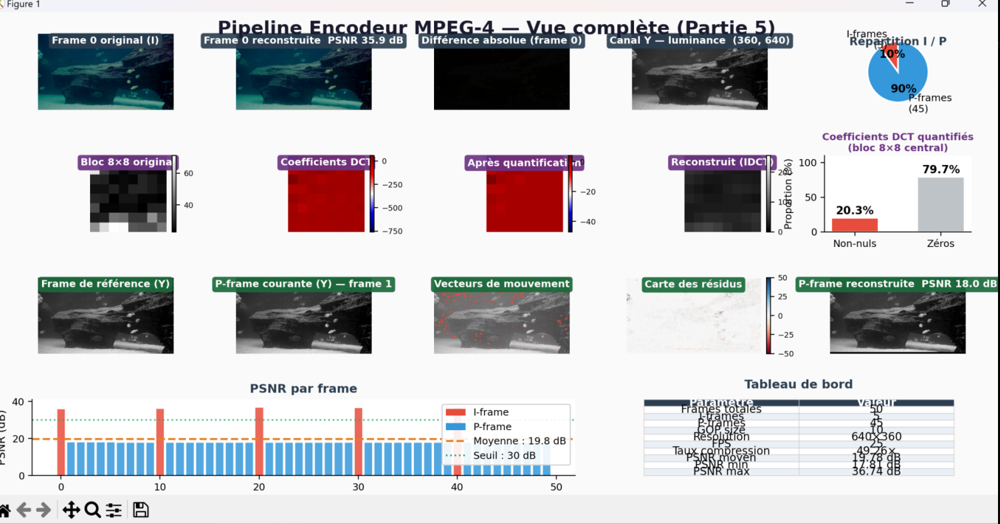 Figure 1
Pipeline Encodeur MPEG-4 — Vue complète (Partie 5)
Frame 0 original (I)
Frame 0 reconstruite PSNR 35.9 dB
Différence absolue (frame 0)
Canal Y — luminance (360, 640)
Répartition I / P
I-frames
(5)
10%
90%
P-frames
(45)
Bloc 8×8 origina
60
40
Coefficients DCT
0
−250
−500
−750
Après quantification
0
−20
−40
Reconstruit (IDCT)
200
100
0
Coefficients DCT quantifiés
(bloc 8×8 central)
Proportion (%)
100
50
0
20.3%
79.7%
Non-nuls
Zéros
Frame de référence (Y)
P-frame courante (Y) — frame 1
Vecteurs de mouvement
Carte des résidus
50
25
0
−25
−50
P-frame reconstruite PSNR 18.0 dB
PSNR par frame
PSNR (dB)
40
20
0
0
10
20
30
40
50
I-frame
P-frame
Moyenne : 19.8 dB
Seuil : 30 dB
Tableau de bord
Paramètre Valeur
Frames totales 50
I-frames 5
P-frames 45
GOP size 10
Résolution 640×360
FPS 25
Taux compression 49.26×
PSNR moyen 19.78 dB
PSNR min 17.81 dB
PSNR max 36.74 dB